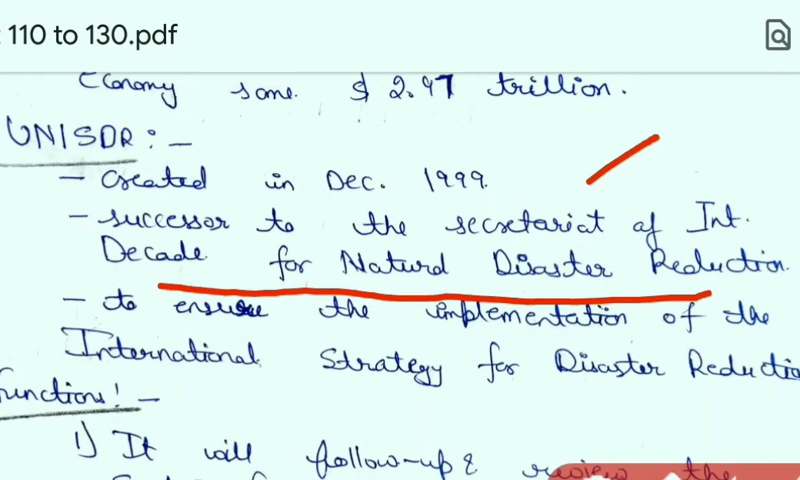 110 to 130.pdf
Economy some $ 2.97 trillion.
UNISDR :-
- Created in Dec. 1999.
- successor to the secretariat of Int.
Decade for Natural Disaster Reduction.
- to ensure the implementation of the
International Strategy for Disaster Reductio
functions! -
1) It will follow-up & review the